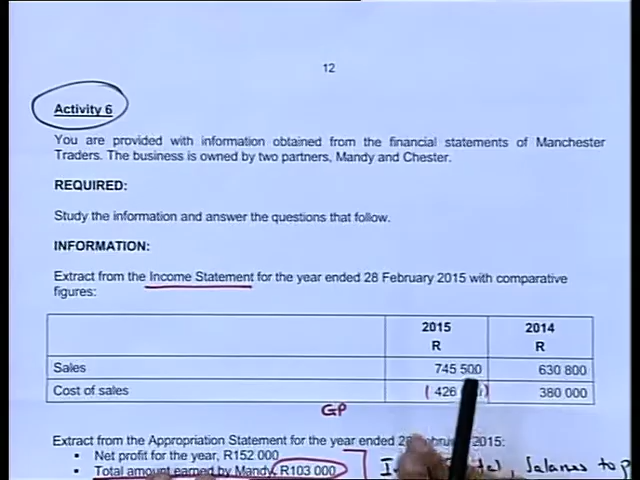 12
Activity 6
You are provided with information obtained from the financial statements of Manchester
Traders. The business is owned by two partners, Mandy and Chester.
REQUIRED:
Study the information and answer the questions that follow.
INFORMATION:
Extract from the Income Statement for the year ended 28 February 2015 with comparative
figures:
2015 2014
R R
Sales 745 500 630 800
Cost of sales ( 426 ) 380 000
GP
Extract from the Appropriation Statement for the year ended 2015:
• Net profit for the year, R152 000
• Total amount earned by Mandy, R103 000
, Salaries to